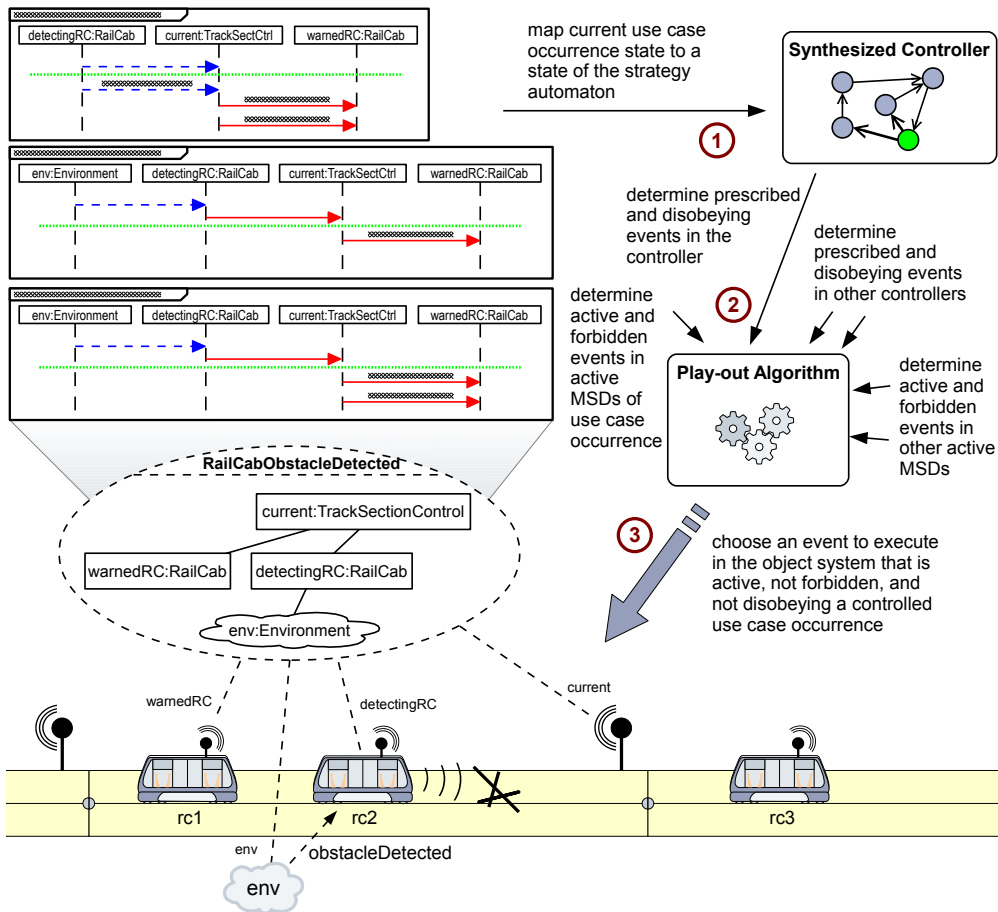 detectingRC:RailCab
current:TrackSectCtrl
warnedRC:RailCab
env:Environment
detectingRC:RailCab
current:TrackSectCtrl
warnedRC:RailCab
env:Environment
detectingRC:RailCab
current:TrackSectCtrl
warnedRC:RailCab
map current use case
occurrence state to a
state of the strategy
automaton
1
Synthesized Controller
determine prescribed
and disobeying
events in the
controller
determine
prescribed and
disobeying events
in other controllers
2
determine
active and
forbidden
events in
active
MSDs of
use case
occurrence
Play-out Algorithm
determine
active and
forbidden
events in
other active
MSDs
RailCabObstacleDetected
current:TrackSectionControl
warnedRC:RailCab
detectingRC:RailCab
env:Environment
3
choose an event to execute
in the object system that is
active, not forbidden, and
not disobeying a controlled
use case occurrence
warnedRC
detectingRC
current
rc1
rc2
rc3
env
obstacleDetected
env